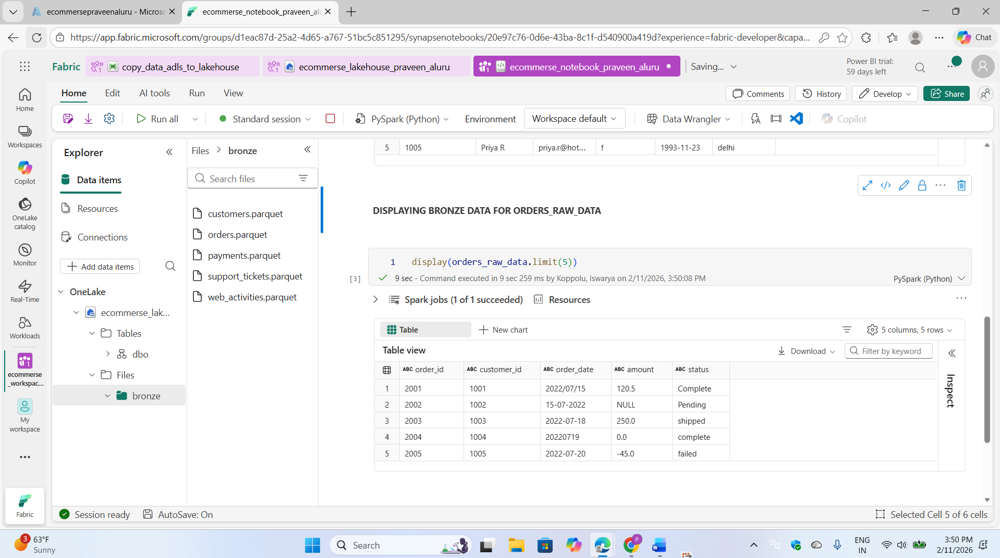 ecommersepraveenaluru - Microsc
ecommerse_notebook_praveen_alu
https://app.fabric.microsoft.com/groups/d1eac87d-25a2-4d65-a767-51bc5c851295/synapsenotebooks/20e97c76-0d6e-43ba-8c1f-d540900a419d?experience=fabric-developer&capa...
Chat
Fabric
copy_data_adls_to_lakehouse
ecommerse_lakehouse_praveen_aluru
ecommerse_notebook_praveen_aluru
Saving...
Power BI trial:
59 days left
Home
Edit
AI tools
Run
View
Comments
History
Develop
Share
Run all
Standard session
PySpark (Python)
Environment
Workspace default
Data Wrangler
Copilot
Home
Workspaces
Copilot
OneLake
catalog
Monitor
Real-Time
Workloads
ecommerse
_workspac...
My
workspace
Fabric
Explorer
Data items
Resources
Connections
Add data items
OneLake
ecommerse_lak...
Tables
dbo
Files
bronze
Files > bronze
Search files
customers.parquet
orders.parquet
payments.parquet
support_tickets.parquet
web_activities.parquet
5 1005 Priya R priya.r@hot... f 1993-11-23 delhi
DISPLAYING BRONZE DATA FOR ORDERS_RAW_DATA
1 display(orders_raw_data.limit(5))
[3] 9 sec - Command executed in 9 sec 259 ms by Koppolu, Iswarya on 2/11/2026, 3:50:08 PM PySpark (Python)
Spark jobs (1 of 1 succeeded) Resources
Table New chart 5 columns, 5 rows
Table view Download Filter by keyword
ABC order_id ABC customer_id ABC order_date ABC amount ABC status
1 2001 1001 2022/07/15 120.5 Complete
2 2002 1002 15-07-2022 NULL Pending
3 2003 1003 2022-07-18 250.0 shipped
4 2004 1004 20220719 0.0 complete
5 2005 1005 2022-07-20 -45.0 failed
Inspect
Session ready AutoSave: On Selected Cell 5 of 6 cells
3
63°F
Sunny
Search
P
ENG
IN
3:50 PM
2/11/2026